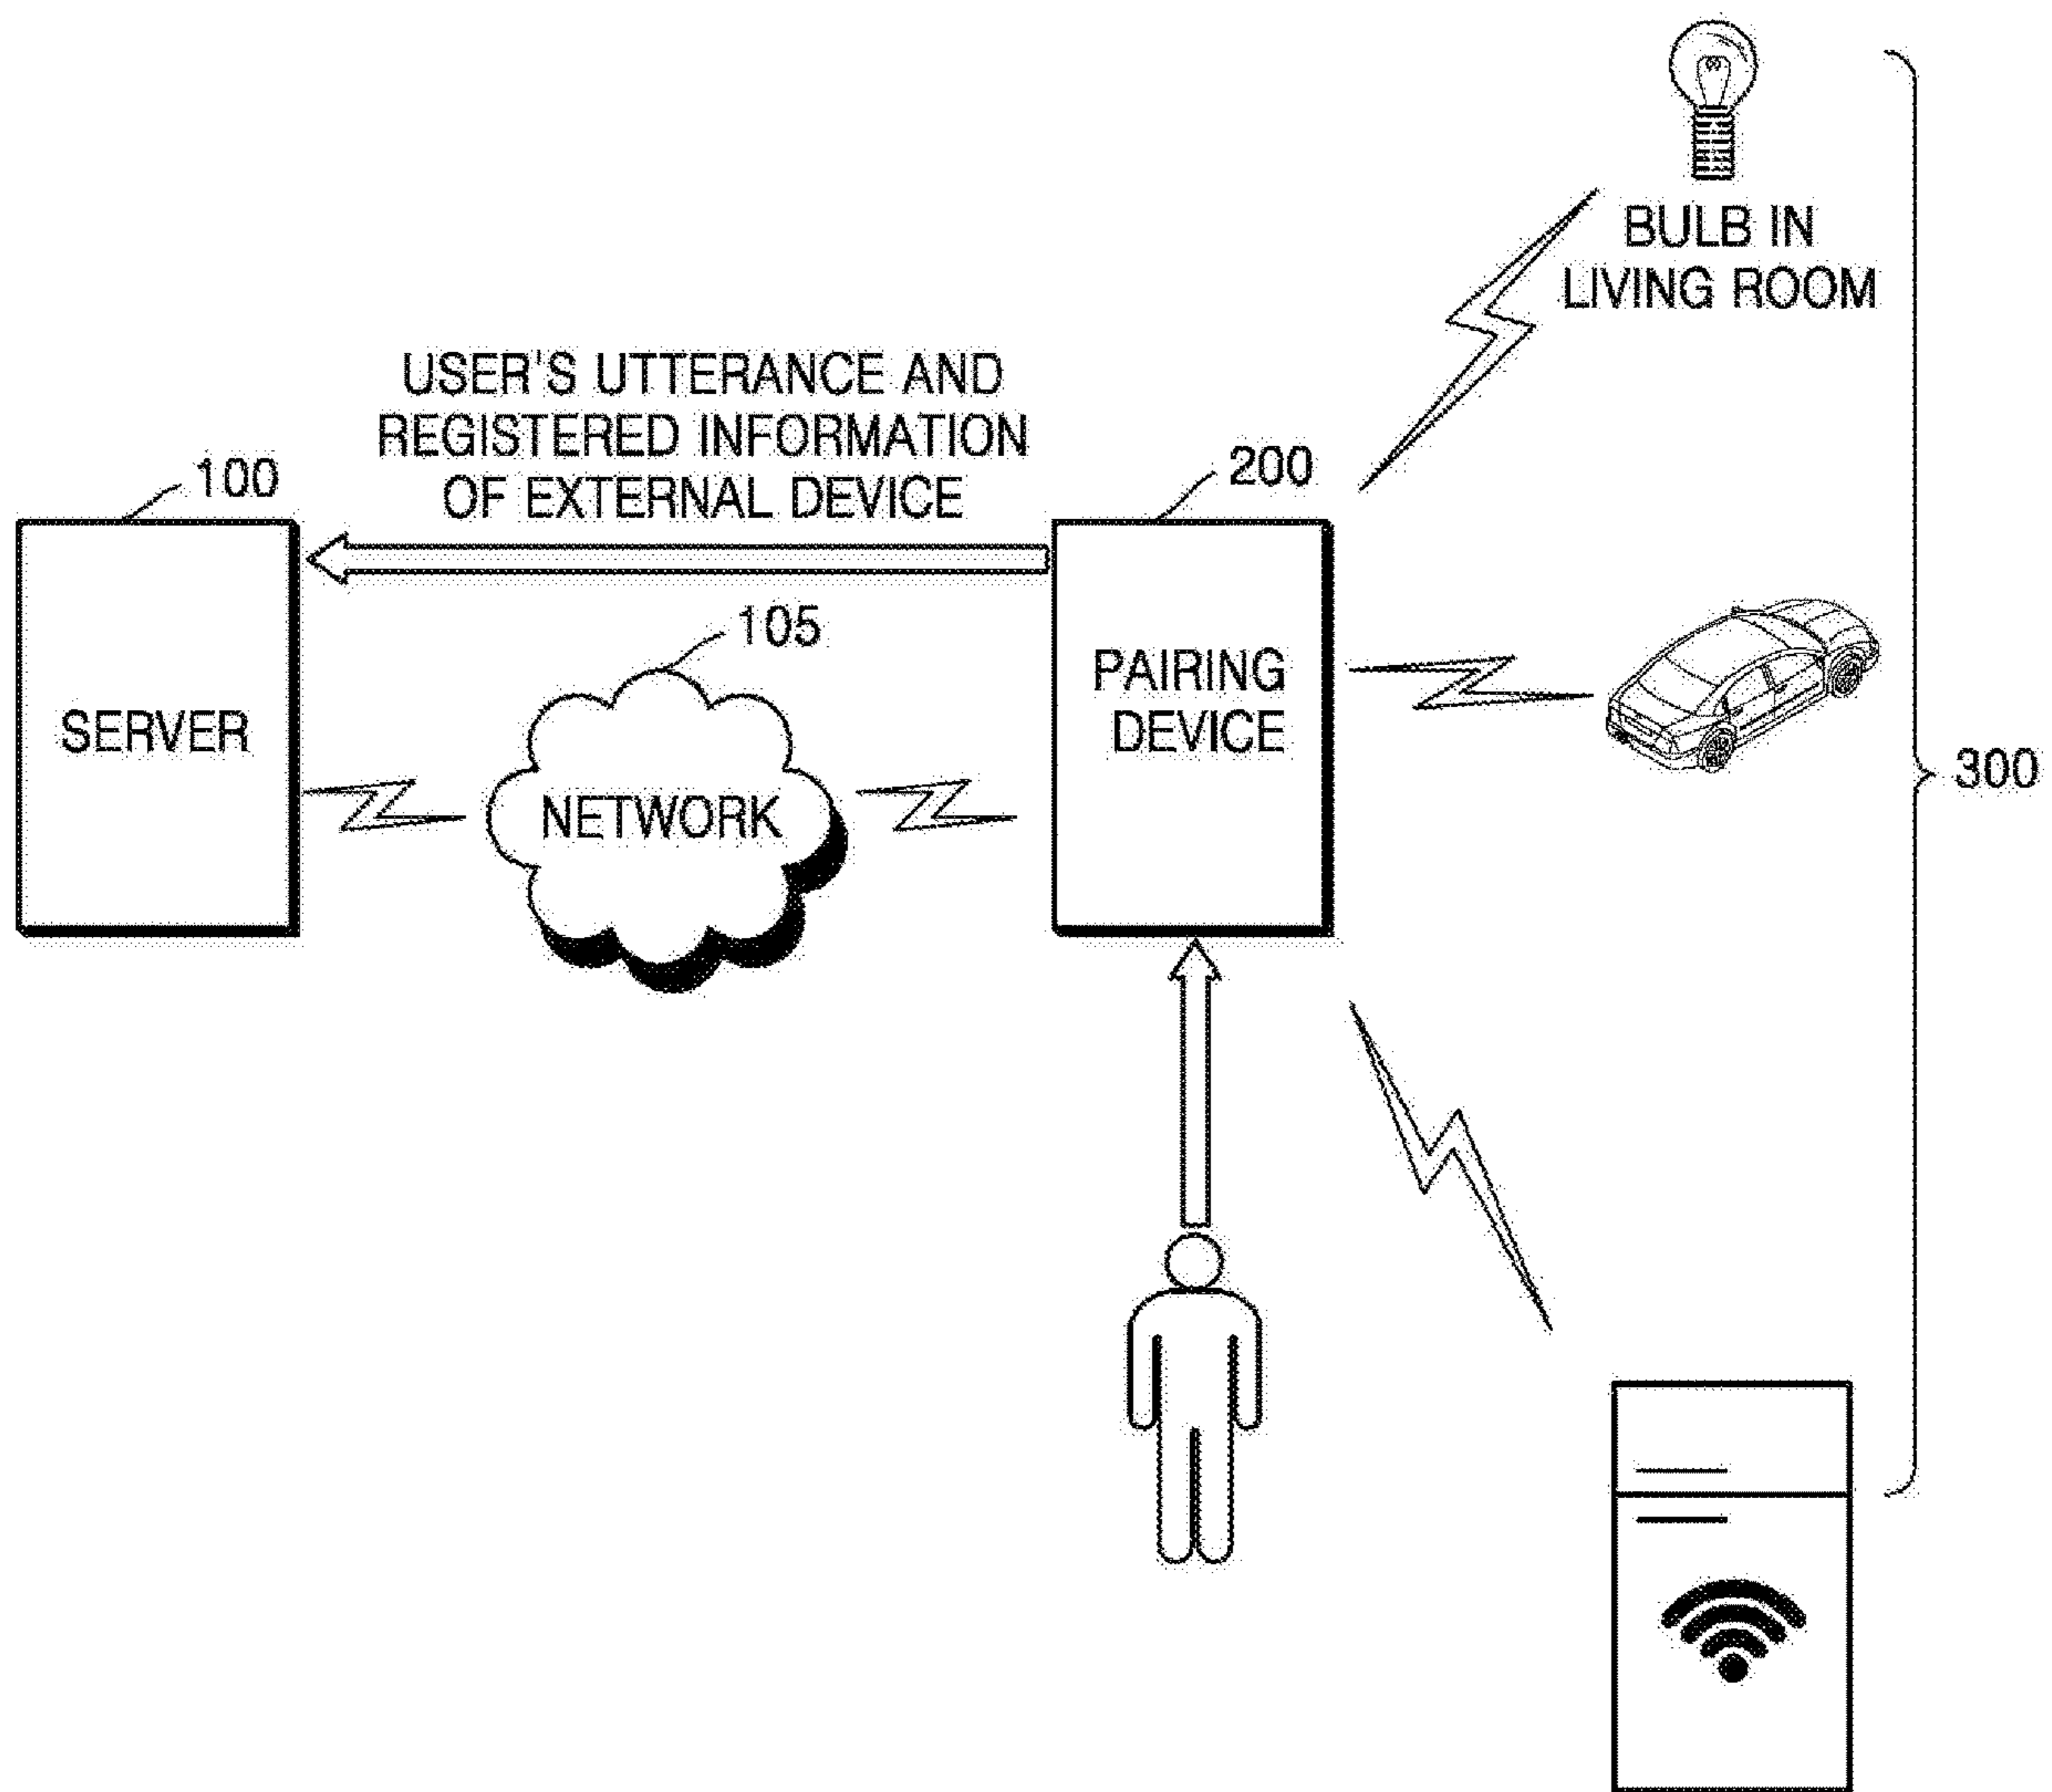 BULB IN
LIVING ROOM
USER'S UTTERANCE AND
REGISTERED INFORMATION
OF EXTERNAL DEVICE
100
200
105
SERVER
NETWORK
PAIRING
DEVICE
300